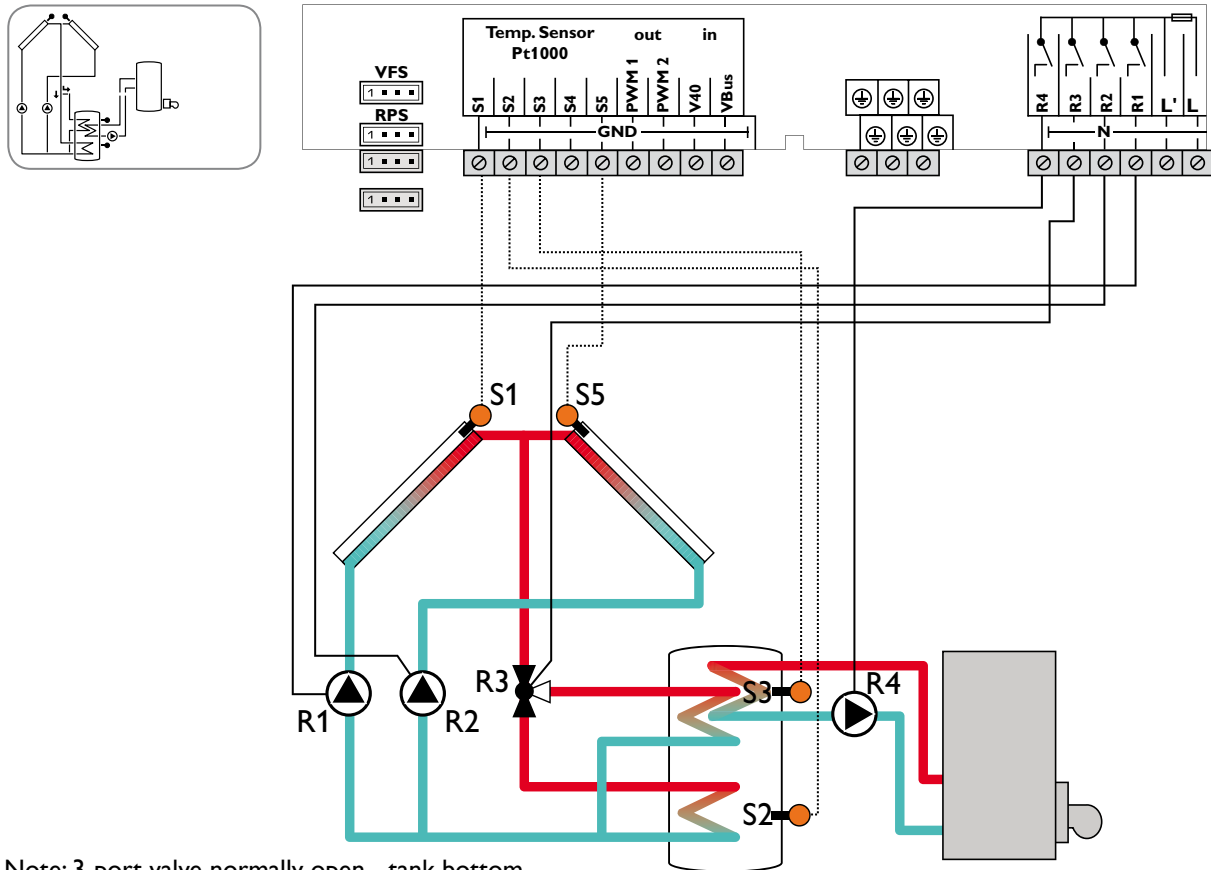 Temp. Sensor out in
Pt1000
VFS
1
RPS
1
1
1
S1 S2 S3 S4 S5 PWM 1 PWM 2 V40 VBus
GND
R4 R3 R2 R1 L' L
N
S1 S5
R3 S3 R4
R1 R2
S2
Note: 3-port valve normally open - tank bottom